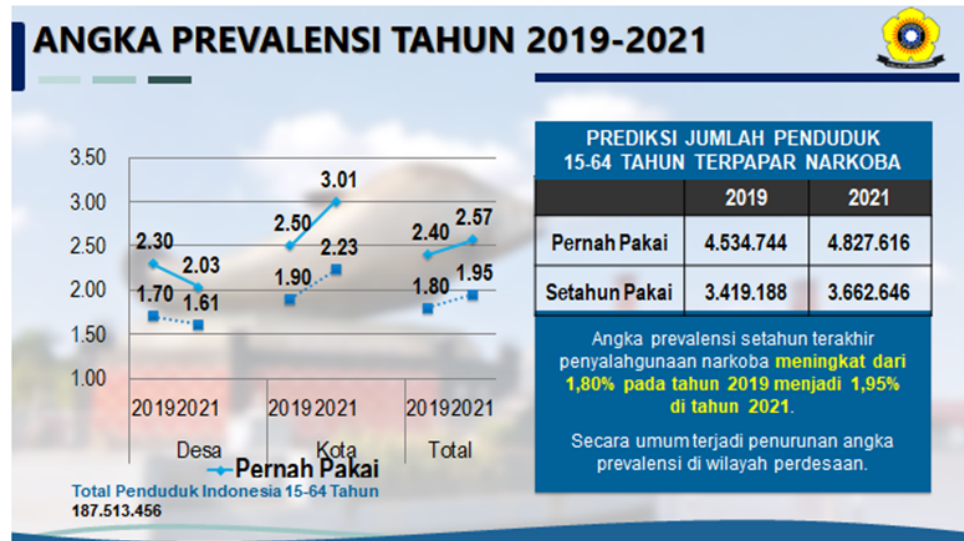 ANGKA PREVALENSI TAHUN 2019-2021
3.50
3.00
2.50
2.00
1.50
1.00
2.30
2.03
1.70
1.61
2.50
3.01
1.90
2.23
2.40
2.57
1.80
1.95
2019 2021 2019 2021 2019 2021
Desa Kota Total
Pernah Pakai
Total Penduduk Indonesia 15-64 Tahun
187.513.456
PREDIKSI JUMLAH PENDUDUK
15-64 TAHUN TERPAPAR NARKOBA
2019 2021
Pernah Pakai 4.534.744 4.827.616
Setahun Pakai 3.419.188 3.662.646
Angka prevalensi setahun terakhir
penyalahgunaan narkoba meningkat dari
1,80% pada tahun 2019 menjadi 1,95%
di tahun 2021.
Secara umum terjadi penurunan angka
prevalensi di wilayah perdesaan.